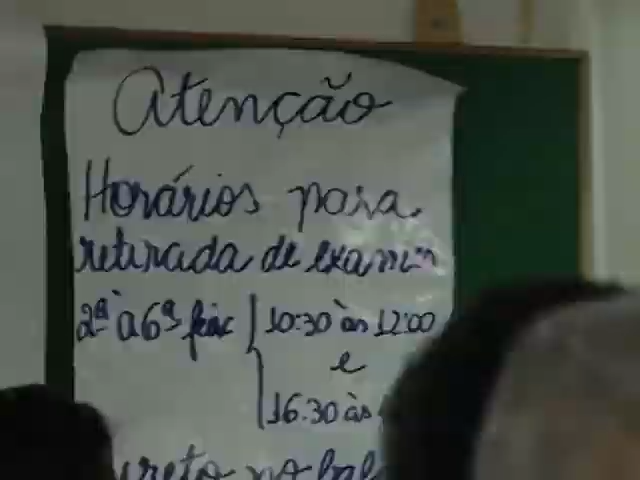 Atenção
Horários para
retirada de exames
2ª à 6ª feira 10:30 às 12:00
e
16:30 às